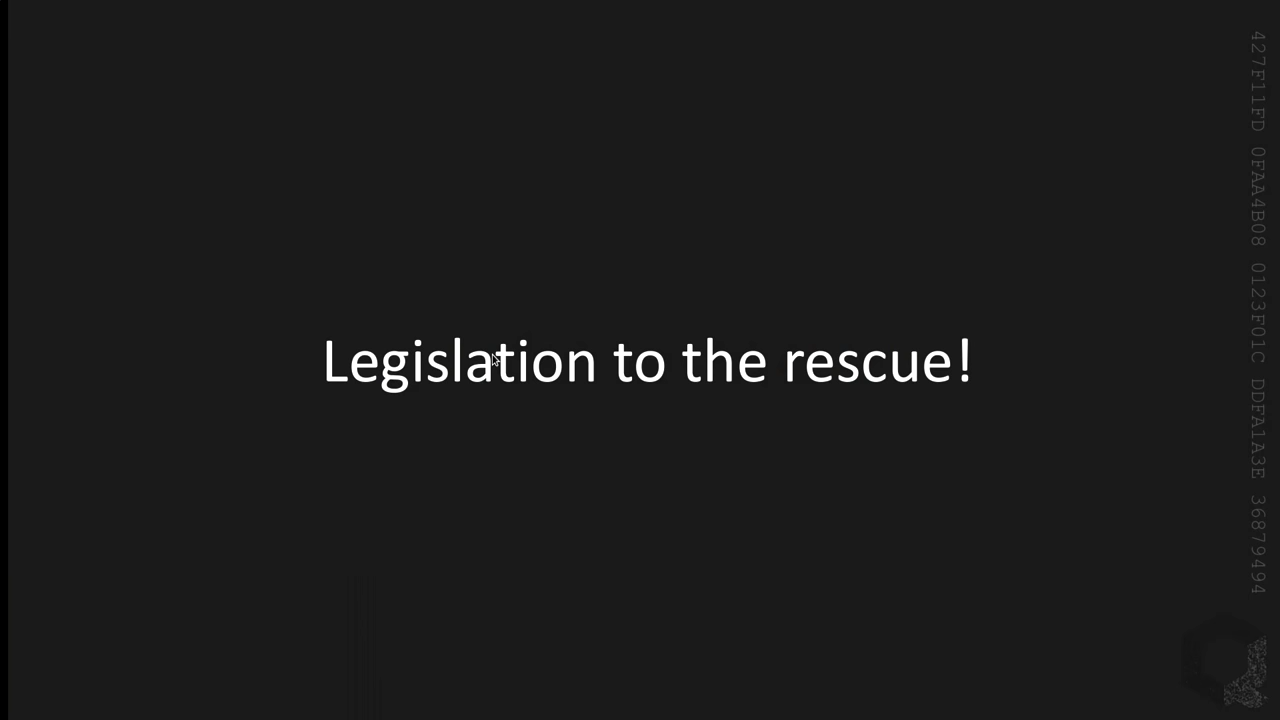 Legislation to the rescue!
427F11FD 0FAA4B08 0123F01C DDFA1A3E 36879494